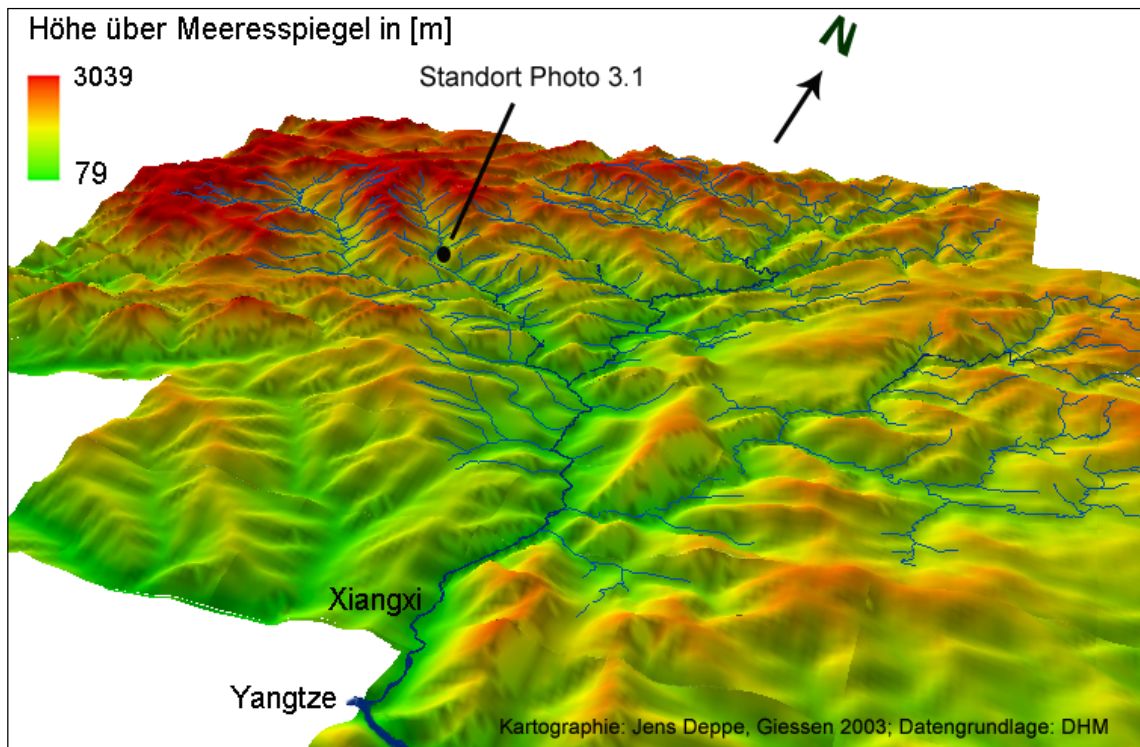 Höhe über Meeresspiegel in [m]
3039
79
Standort Photo 3.1
N
Xiangxi
Yangtze
Kartographie: Jens Deppe, Giessen 2003; Datengrundlage: DHM